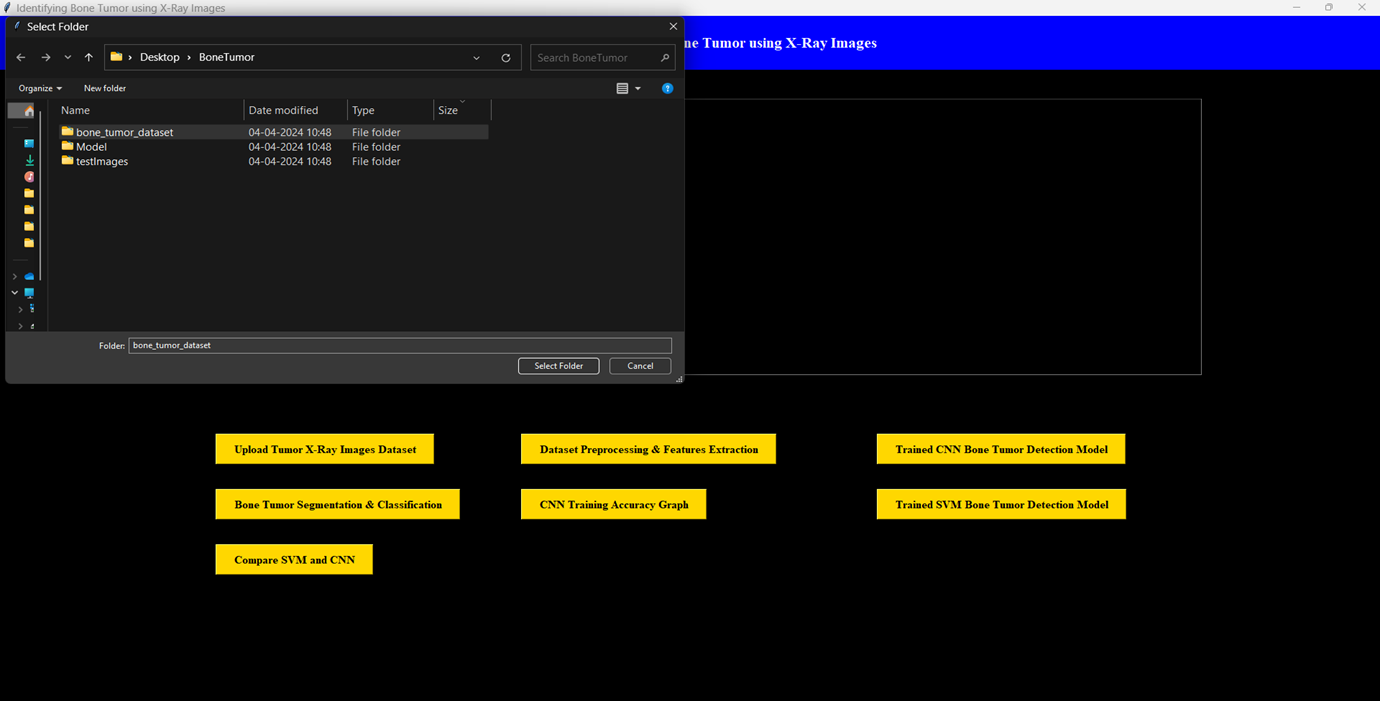 Identifying Bone Tumor using X-Ray Images
Select Folder
ne Tumor using X-Ray Images
Desktop › BoneTumor
Search BoneTumor
Organize New folder
Name Date modified Type Size
bone_tumor_dataset 04-04-2024 10:48 File folder
Model 04-04-2024 10:48 File folder
testImages 04-04-2024 10:48 File folder
Folder: bone_tumor_dataset
Select Folder Cancel
Upload Tumor X-Ray Images Dataset Dataset Preprocessing & Features Extraction Trained CNN Bone Tumor Detection Model
Bone Tumor Segmentation & Classification CNN Training Accuracy Graph Trained SVM Bone Tumor Detection Model
Compare SVM and CNN